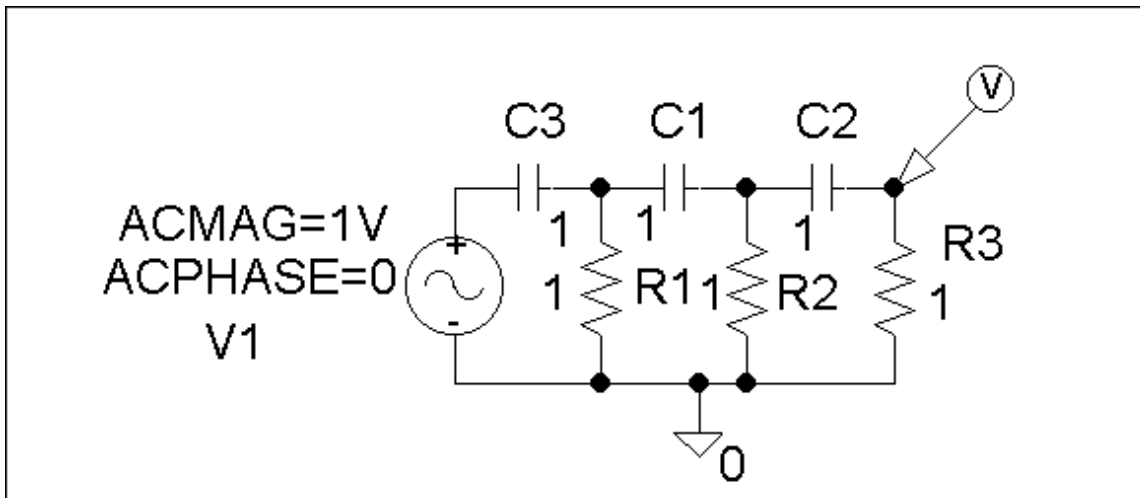 V
C3 C1 C2
ACMAG=1V
ACPHASE=0
V1
+
-
1 1 1
1 R1 1 R2 R3
1
0